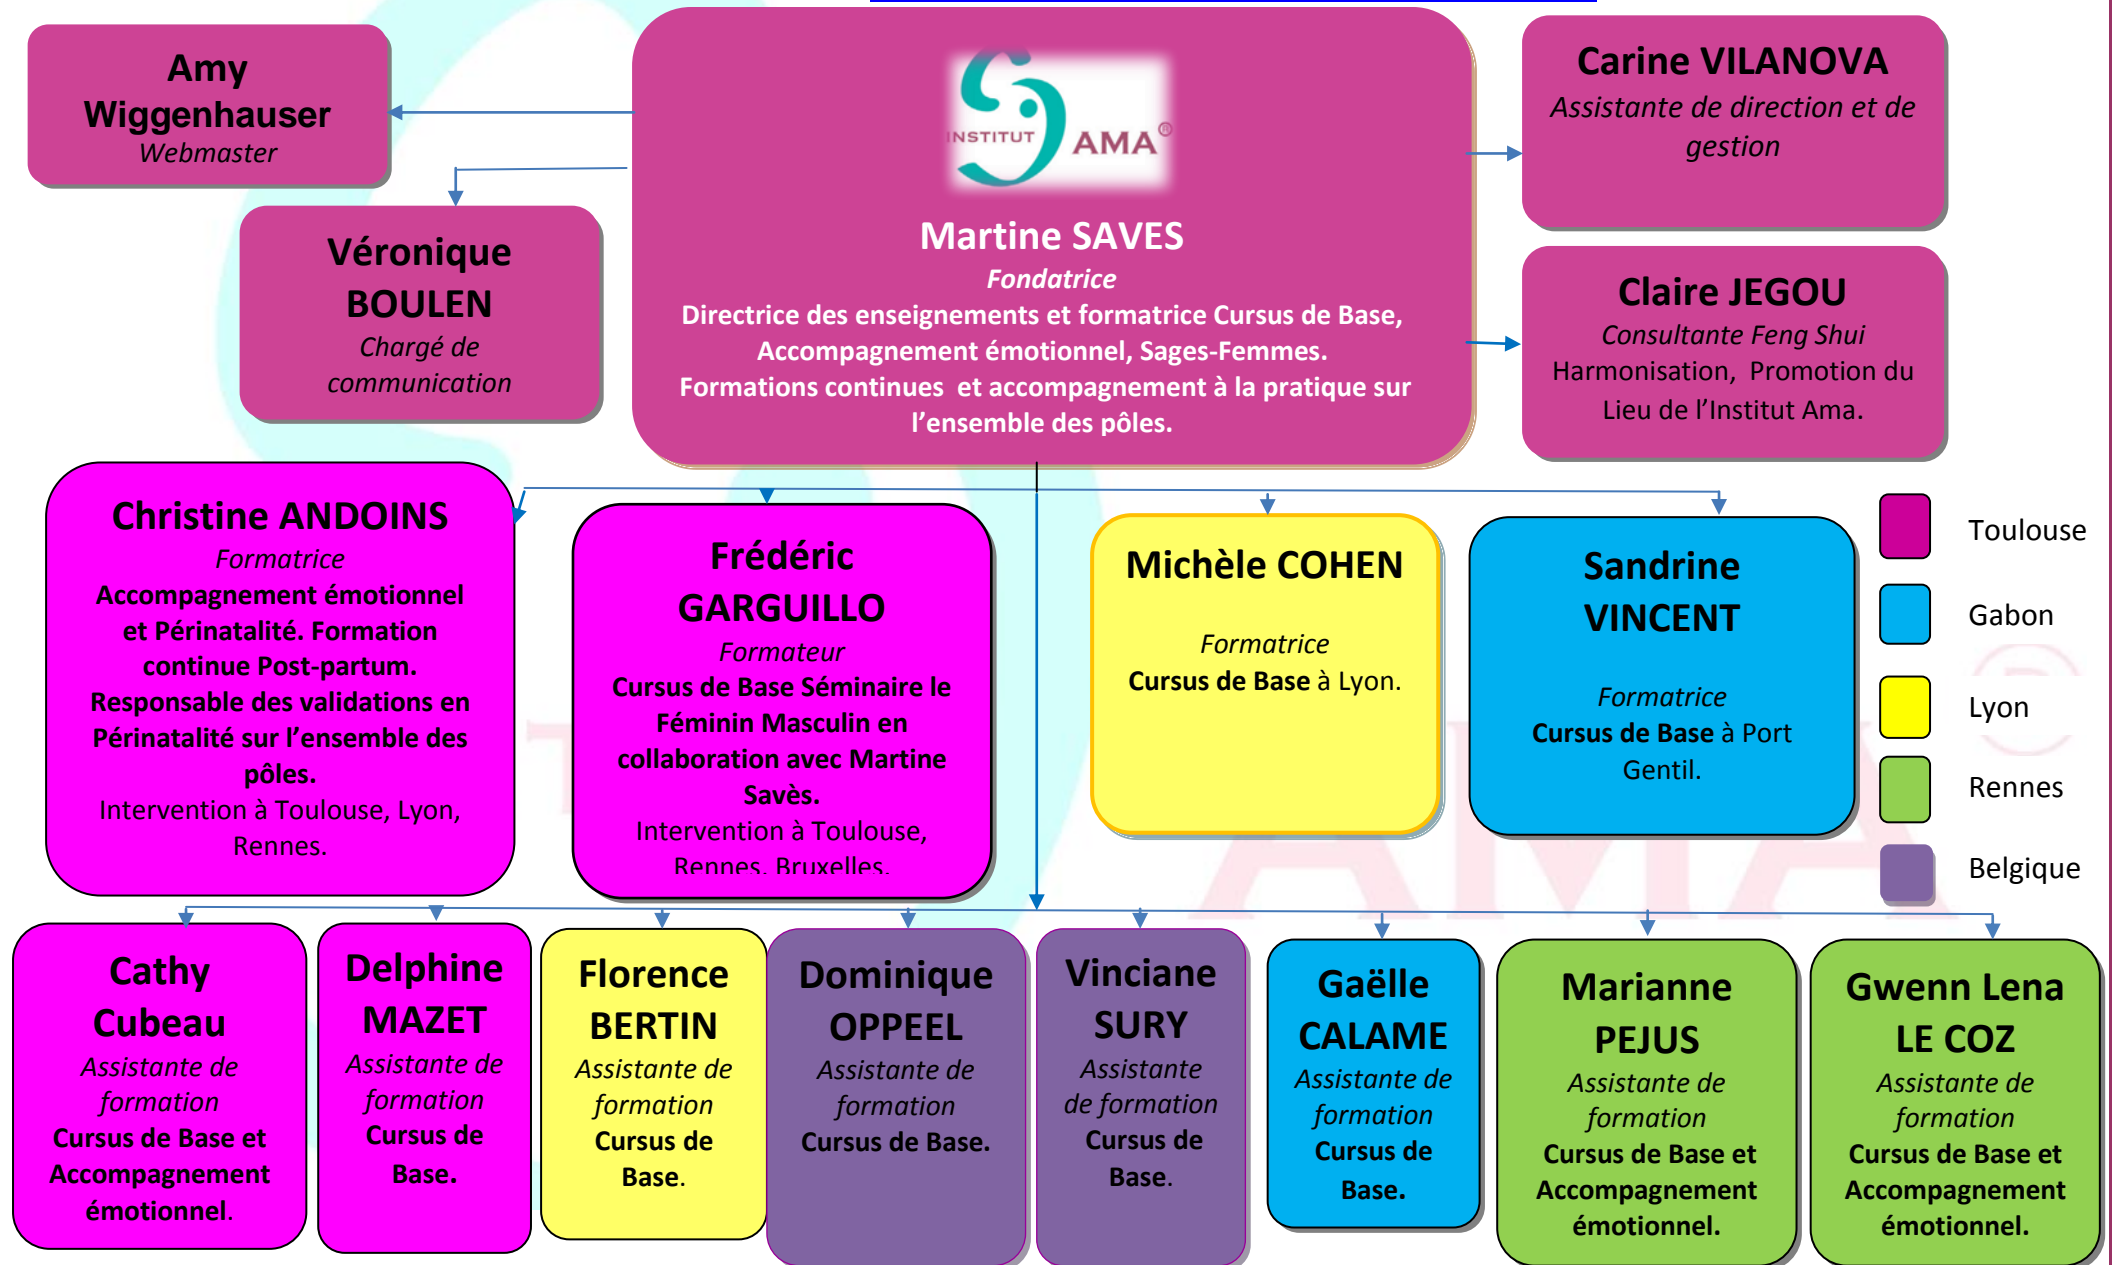 Amy
Wiggenhauser
Webmaster
Véronique
BOULEN
Chargé de
communication
INSTITUT
AMA®
Martine SAVES
Fondatrice
Directrice des enseignements et formatrice Cursus de Base,
Accompagnement émotionnel, Sages-Femmes.
Formations continues  et accompagnement à la pratique sur
l’ensemble des pôles.
Carine VILANOVA
Assistante de direction et de
gestion
Claire JEGOU
Consultante Feng Shui
Harmonisation,  Promotion du
Lieu de l’Institut Ama.
Christine ANDOINS
Formatrice
Accompagnement émotionnel
et Périnatalité. Formation
continue Post-partum.
Responsable des validations en
Périnatalité sur l’ensemble des
pôles.
Intervention à Toulouse, Lyon,
Rennes.
Frédéric
GARGUILLO
Formateur
Cursus de Base Séminaire le
Féminin Masculin en
collaboration avec Martine
Savès.
Intervention à Toulouse,
Rennes, Bruxelles.
Michèle COHEN
Formatrice
Cursus de Base à Lyon.
Sandrine
VINCENT
Formatrice
Cursus de Base à Port
Gentil.
Toulouse
Gabon
Lyon
Rennes
Belgique
AMA®
Cathy
Cubeau
Assistante de
formation
Cursus de Base et
Accompagnement
émotionnel.
Delphine
MAZET
Assistante de
formation
Cursus de
Base.
Florence
BERTIN
Assistante de
formation
Cursus de
Base.
Dominique
OPPEEL
Assistante de
formation
Cursus de Base.
Vinciane
SURY
Assistante
de formation
Cursus de
Base.
Gaëlle
CALAME
Assistante de
formation
Cursus de
Base.
Marianne
PEJUS
Assistante de
formation
Cursus de Base et
Accompagnement
émotionnel.
Gwenn Lena
LE COZ
Assistante de
formation
Cursus de Base et
Accompagnement
émotionnel.